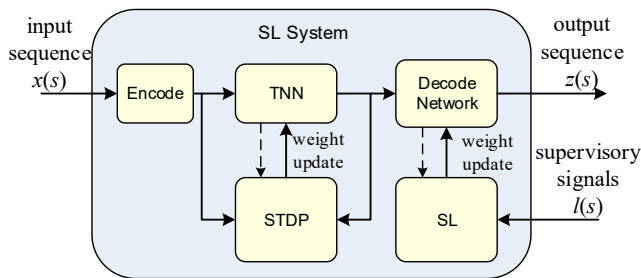 input
sequence
x(s)
SL System
Encode
TNN
Decode
Network
output
sequence
z(s)
weight
update
weight
update
STDP
SL
supervisory
signals
l(s)